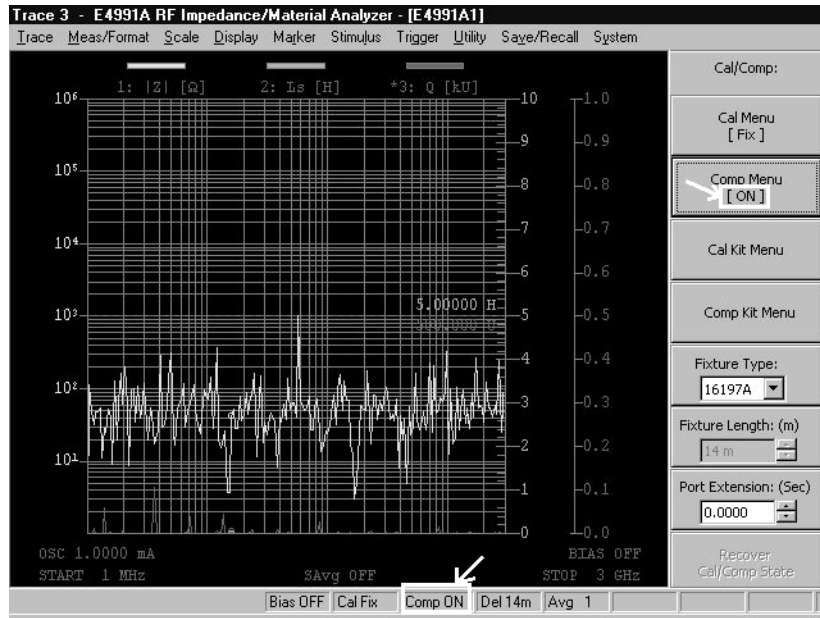 Trace 3 - E4991A RF Impedance/Material Analyzer - [E4991A1]
Trace Meas/Format Scale Display Marker Stimulus Trigger Utility Save/Recall System
1: |Z| [Ω] 2: Ls [H] *3: Q [kU]
10⁶ 10 1.0
9 0.9
10⁵
8 0.8
7 0.7
10⁴
6 0.6
5.00000 H
10³ 5 0.5
4 0.4
10² 
3 0.3
2 0.2
10¹
1 0.1
0 0.0
OSC 1.0000 mA BIAS OFF
START 1 MHz SAvg OFF STOP 3 GHz
Cal/Comp:
Cal Menu
[ Fix ]
Comp Menu
[ ON ]
Cal Kit Menu
Comp Kit Menu
Fixture Type:
16197A
Fixture Length: (m)
14 m
Port Extension: (Sec)
0.0000
Recover
Cal/Comp State
Bias OFF Cal Fix Comp ON Del 14m Avg 1